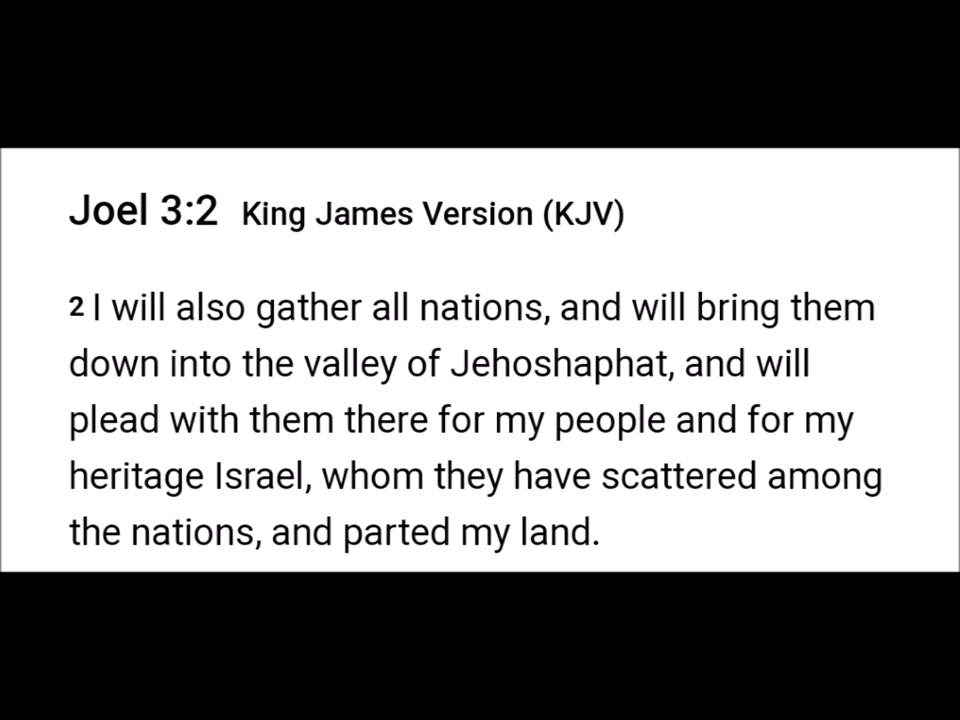 Joel 3:2 King James Version (KJV)
2 I will also gather all nations, and will bring them
down into the valley of Jehoshaphat, and will
plead with them there for my people and for my
heritage Israel, whom they have scattered among
the nations, and parted my land.